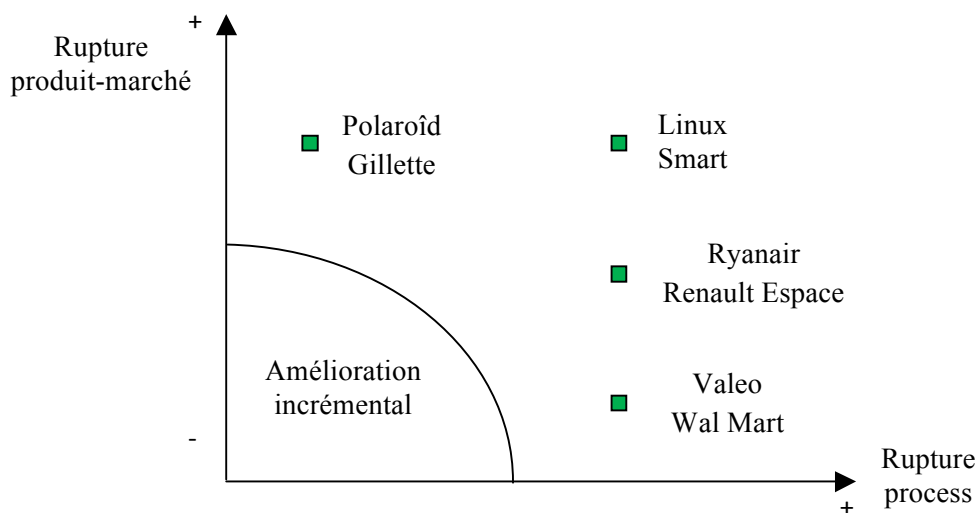 +
Rupture
produit-marché
Polaroîd
Gillette
Linux
Smart
Ryanair
Renault Espace
Amélioration
incrémental
Valeo
Wal Mart
-
Rupture
process
+